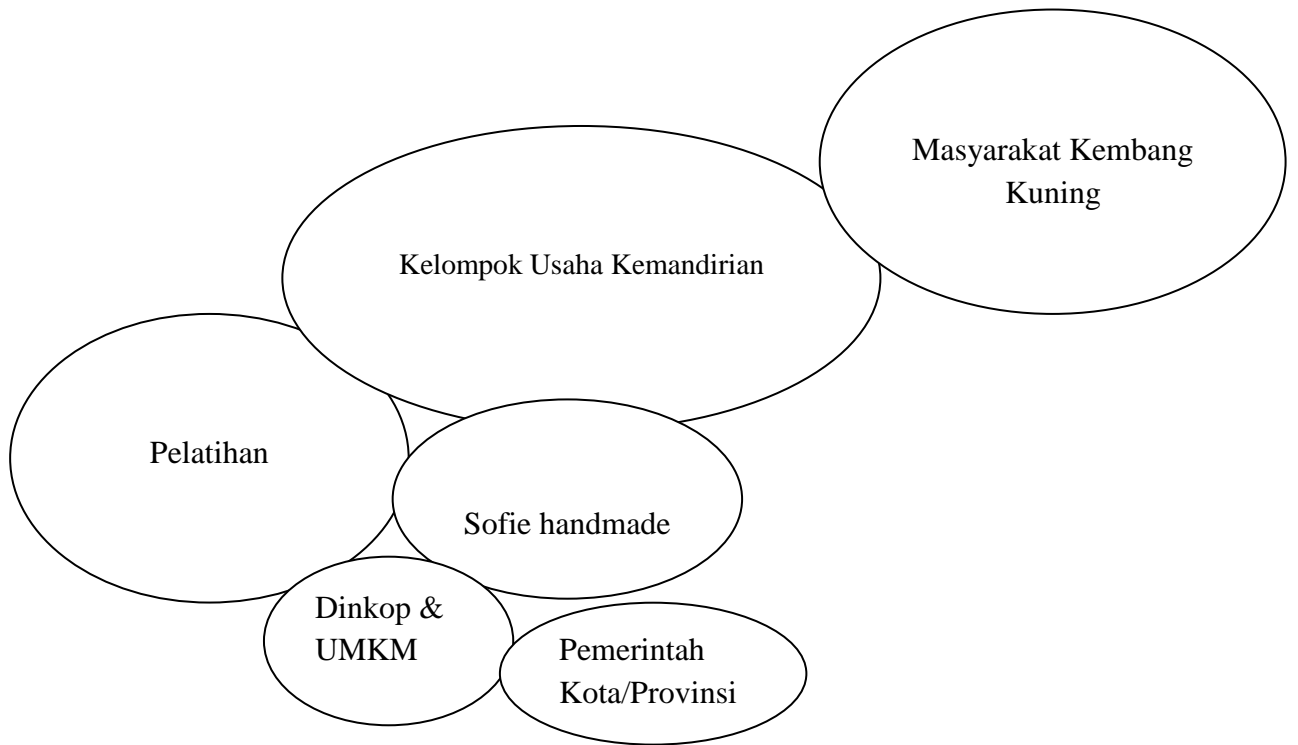 Masyarakat Kembang
Kuning
Kelompok Usaha Kemandirian
Pelatihan
Sofie handmade
Dinkop &
UMKM
Pemerintah
Kota/Provinsi